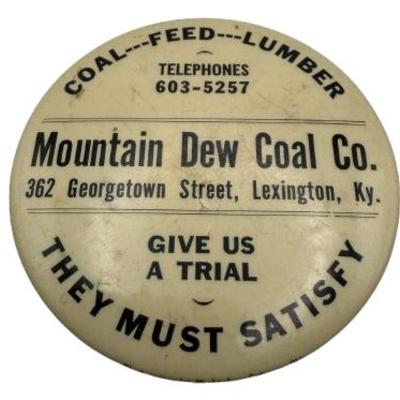 COAL---FEED---LUMBER
TELEPHONES
603-5257
Mountain Dew Coal Co.
362 Georgetown Street, Lexington, Ky.
GIVE US
A TRIAL
THEY MUST SATISFY